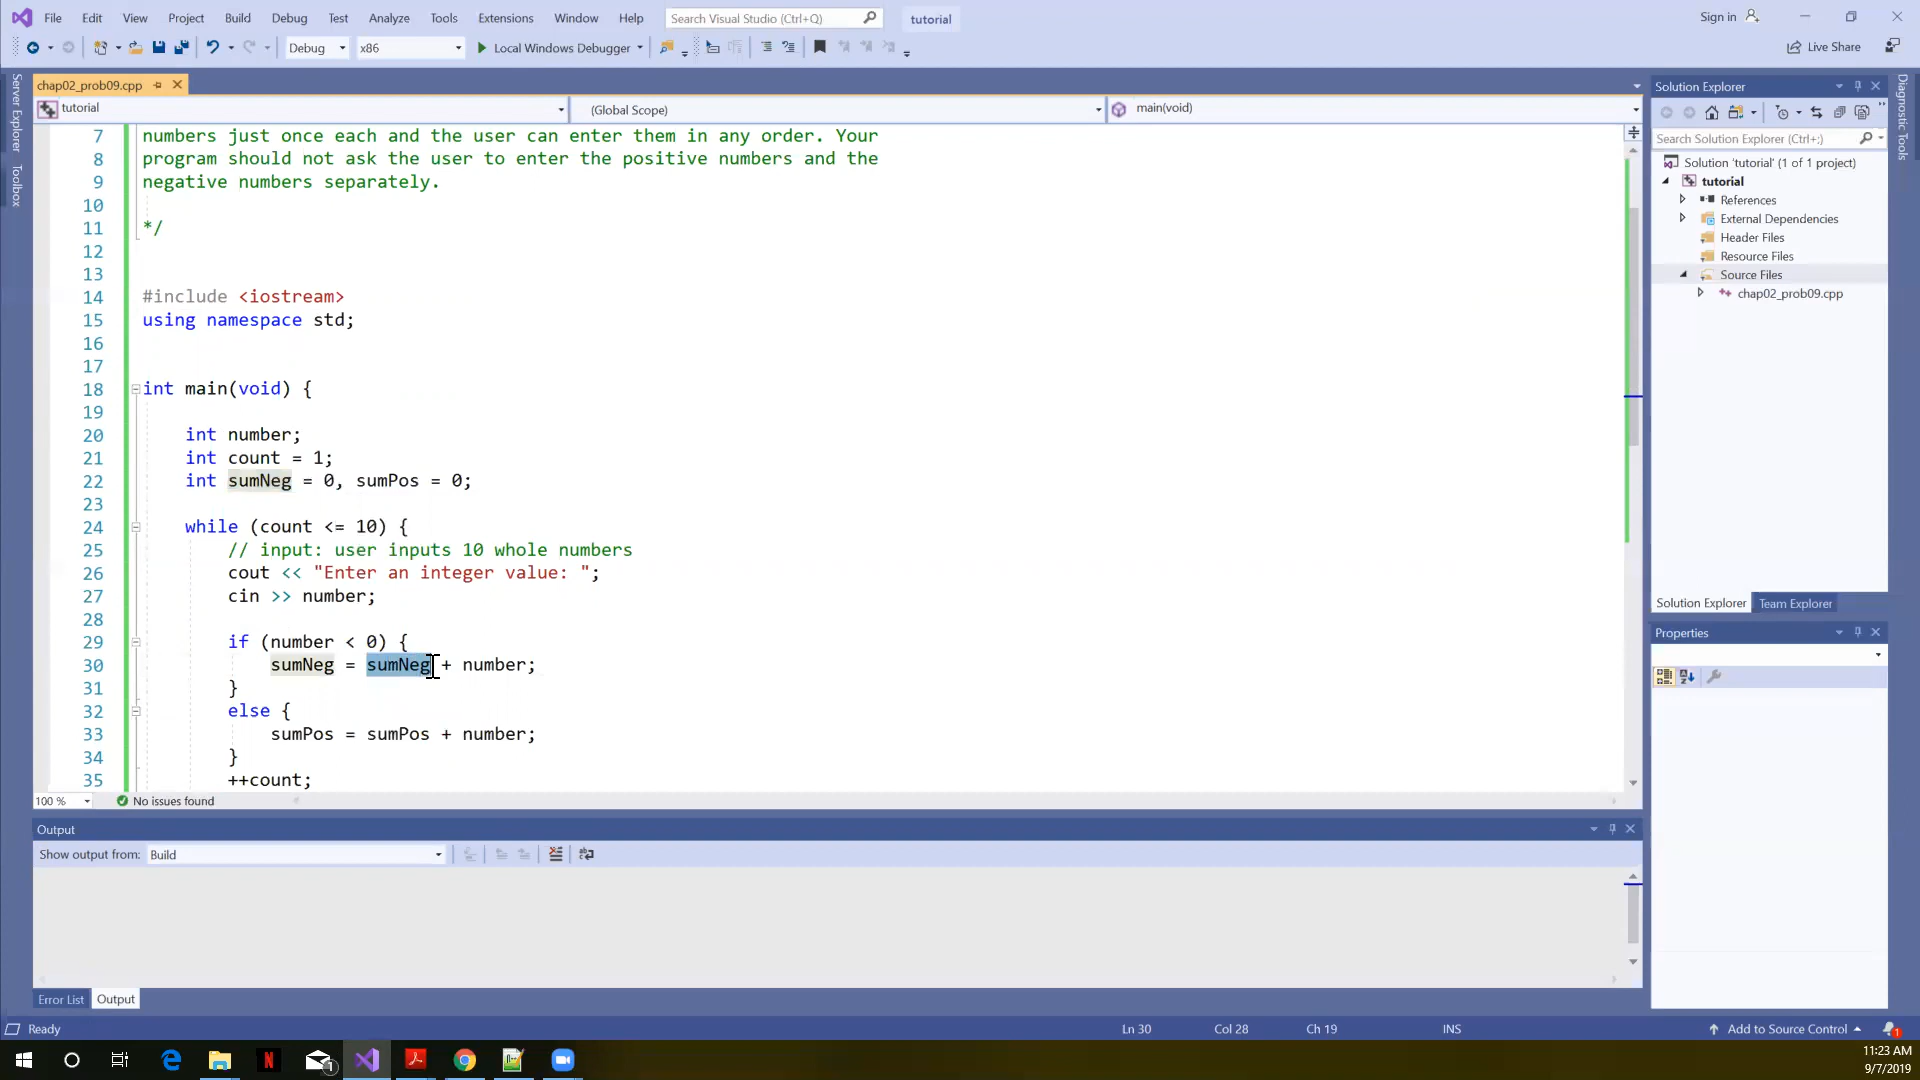 File Edit View Project Build Debug Test Analyze Tools Extensions Window Help Search Visual Studio (Ctrl+Q) tutorial Sign in
Debug x86 Local Windows Debugger Live Share
Server Explorer
Toolbox
chap02_prob09.cpp
tutorial (Global Scope) main(void)
7 numbers just once each and the user can enter them in any order. Your
8 program should not ask the user to enter the positive numbers and the
9 negative numbers separately.
10
11 */
12
13
14 #include <iostream>
15 using namespace std;
16
17
18 int main(void) {
19
20 int number;
21 int count = 1;
22 int sumNeg = 0, sumPos = 0;
23
24 while (count <= 10) {
25 // input: user inputs 10 whole numbers
26 cout << "Enter an integer value: ";
27 cin >> number;
28
29 if (number < 0) {
30 sumNeg = sumNeg + number;
31 }
32 else {
33 sumPos = sumPos + number;
34 }
35 ++count;
100 % No issues found
Output
Show output from: Build
Error List Output
Solution Explorer
Search Solution Explorer (Ctrl+;)
Solution 'tutorial' (1 of 1 project)
tutorial
References
External Dependencies
Header Files
Resource Files
Source Files
chap02_prob09.cpp
Solution Explorer Team Explorer
Properties
Diagnostic Tools
Ready Ln 30 Col 28 Ch 19 INS Add to Source Control 1
1
11:23 AM
9/7/2019